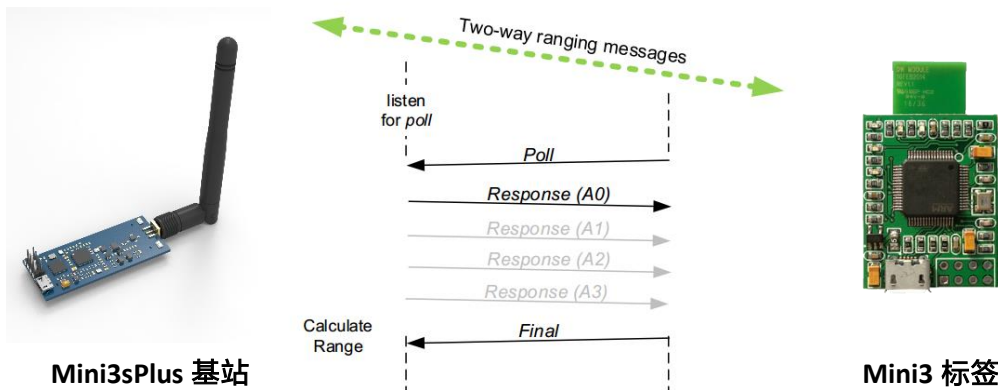 Two-way ranging messages
listen
for poll
Poll
Response (A0)
Response (A1)
Response (A2)
Response (A3)
Calculate
Range
Final
Mini3sPlus 基站
Mini3 标签